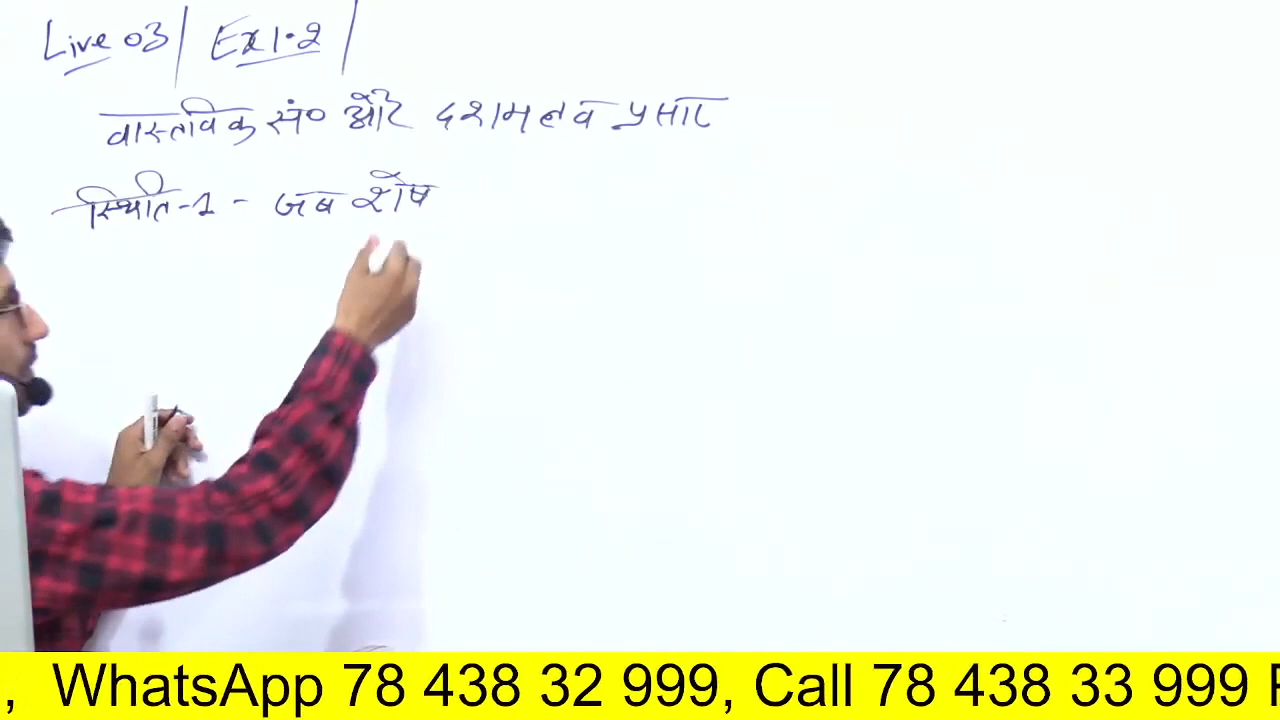 Live 03 | Ex 1.2 |
वास्तविक सं० और दशमलव प्रसार
स्थिति-1 - जब शेष
, WhatsApp 78 438 32 999, Call 78 438 33 999